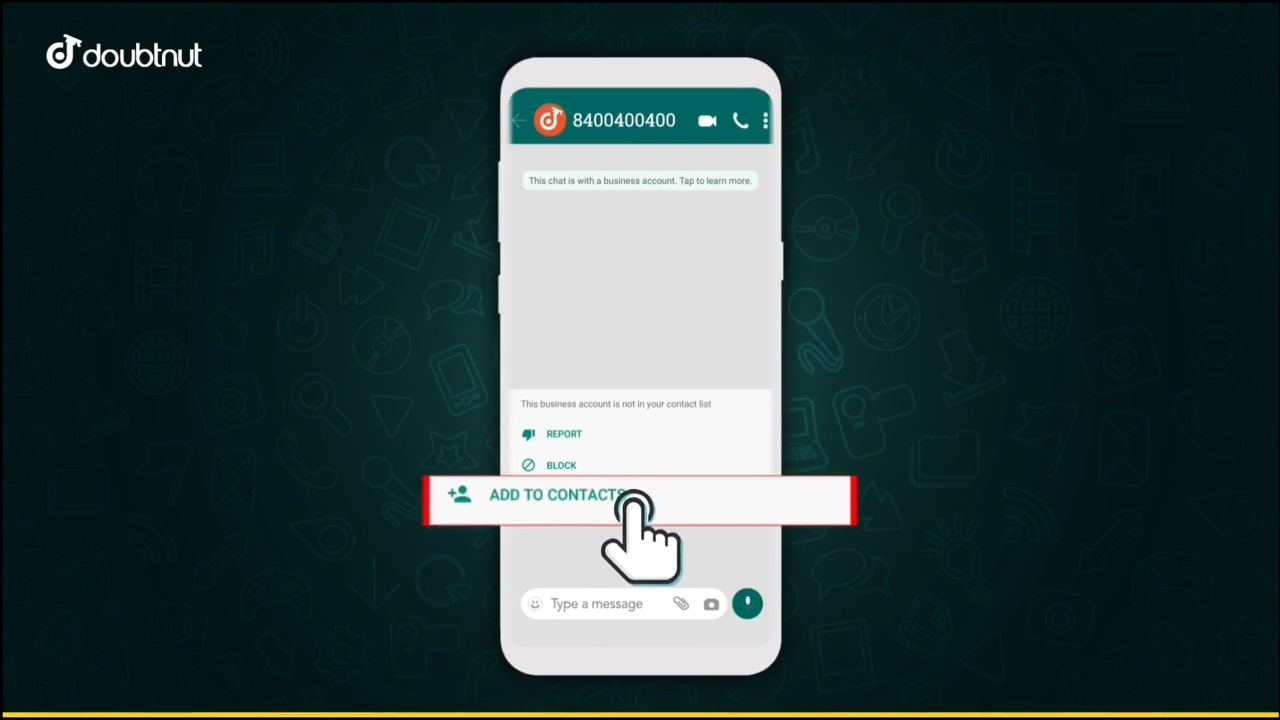 doubtnut
8400400400
This chat is with a business account. Tap to learn more.
This business account is not in your contact list
REPORT
BLOCK
ADD TO CONTACTS
Type a message